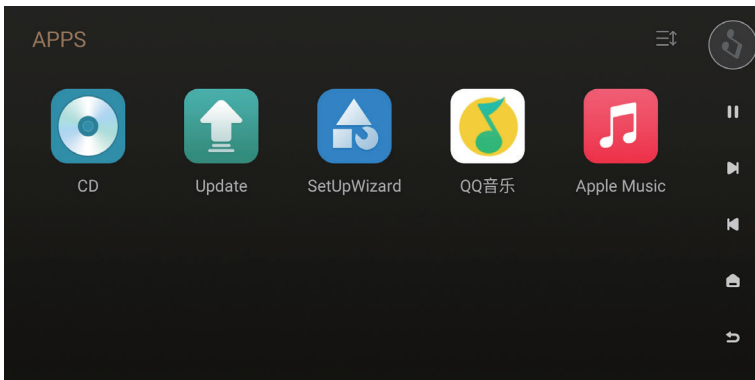 APPS
CD
Update
SetUpWizard
QQ音乐
Apple Music